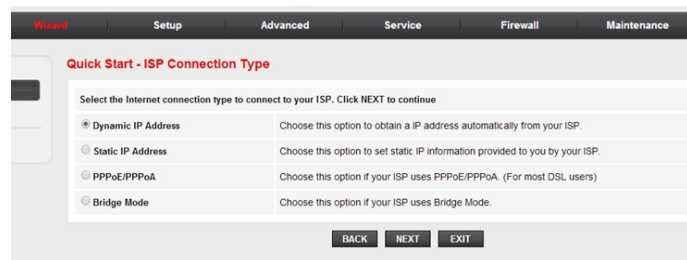 Wizard Setup Advanced Service Firewall Maintenance
Quick Start - ISP Connection Type
Select the Internet connection type to connect to your ISP. Click NEXT to continue
Dynamic IP Address Choose this option to obtain a IP address automatically from your ISP.
Static IP Address Choose this option to set static IP information provided to you by your ISP.
PPPoE/PPPoA Choose this option if your ISP uses PPPoE/PPPoA. (For most DSL users)
Bridge Mode Choose this option if your ISP uses Bridge Mode.
BACK NEXT EXIT